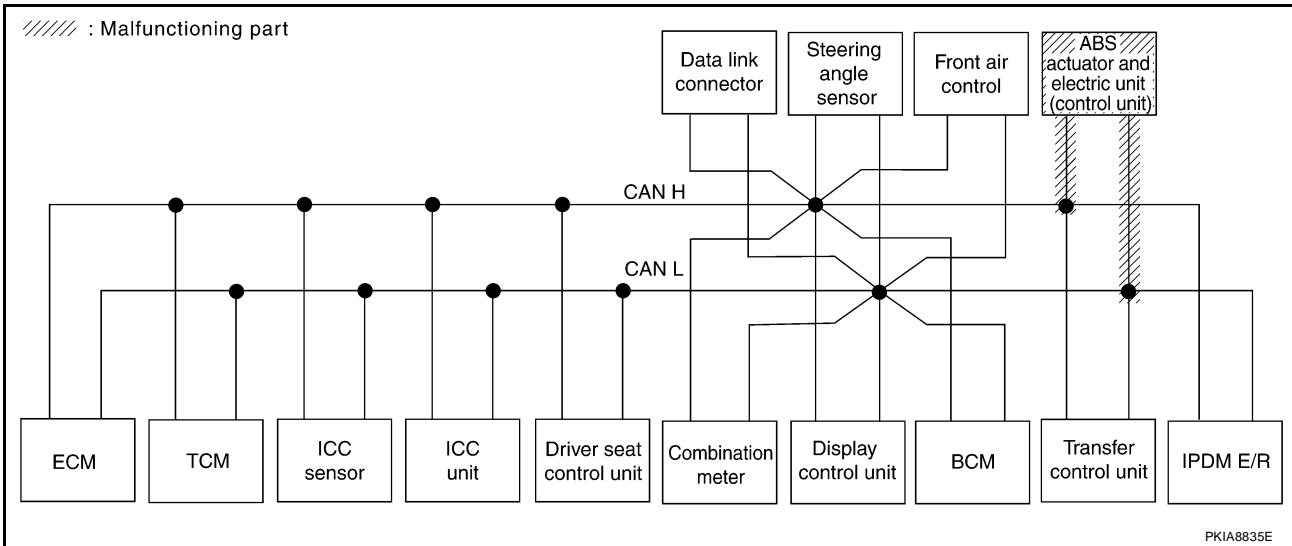 : Malfunctioning part
Data link
connector
Steering
angle
sensor
Front air
control
ABS
actuator and
electric unit
(control unit)
CAN H
CAN L
ECM
TCM
ICC
sensor
ICC
unit
Driver seat
control unit
Combination
meter
Display
control unit
BCM
Transfer
control unit
IPDM E/R
PKIA8835E